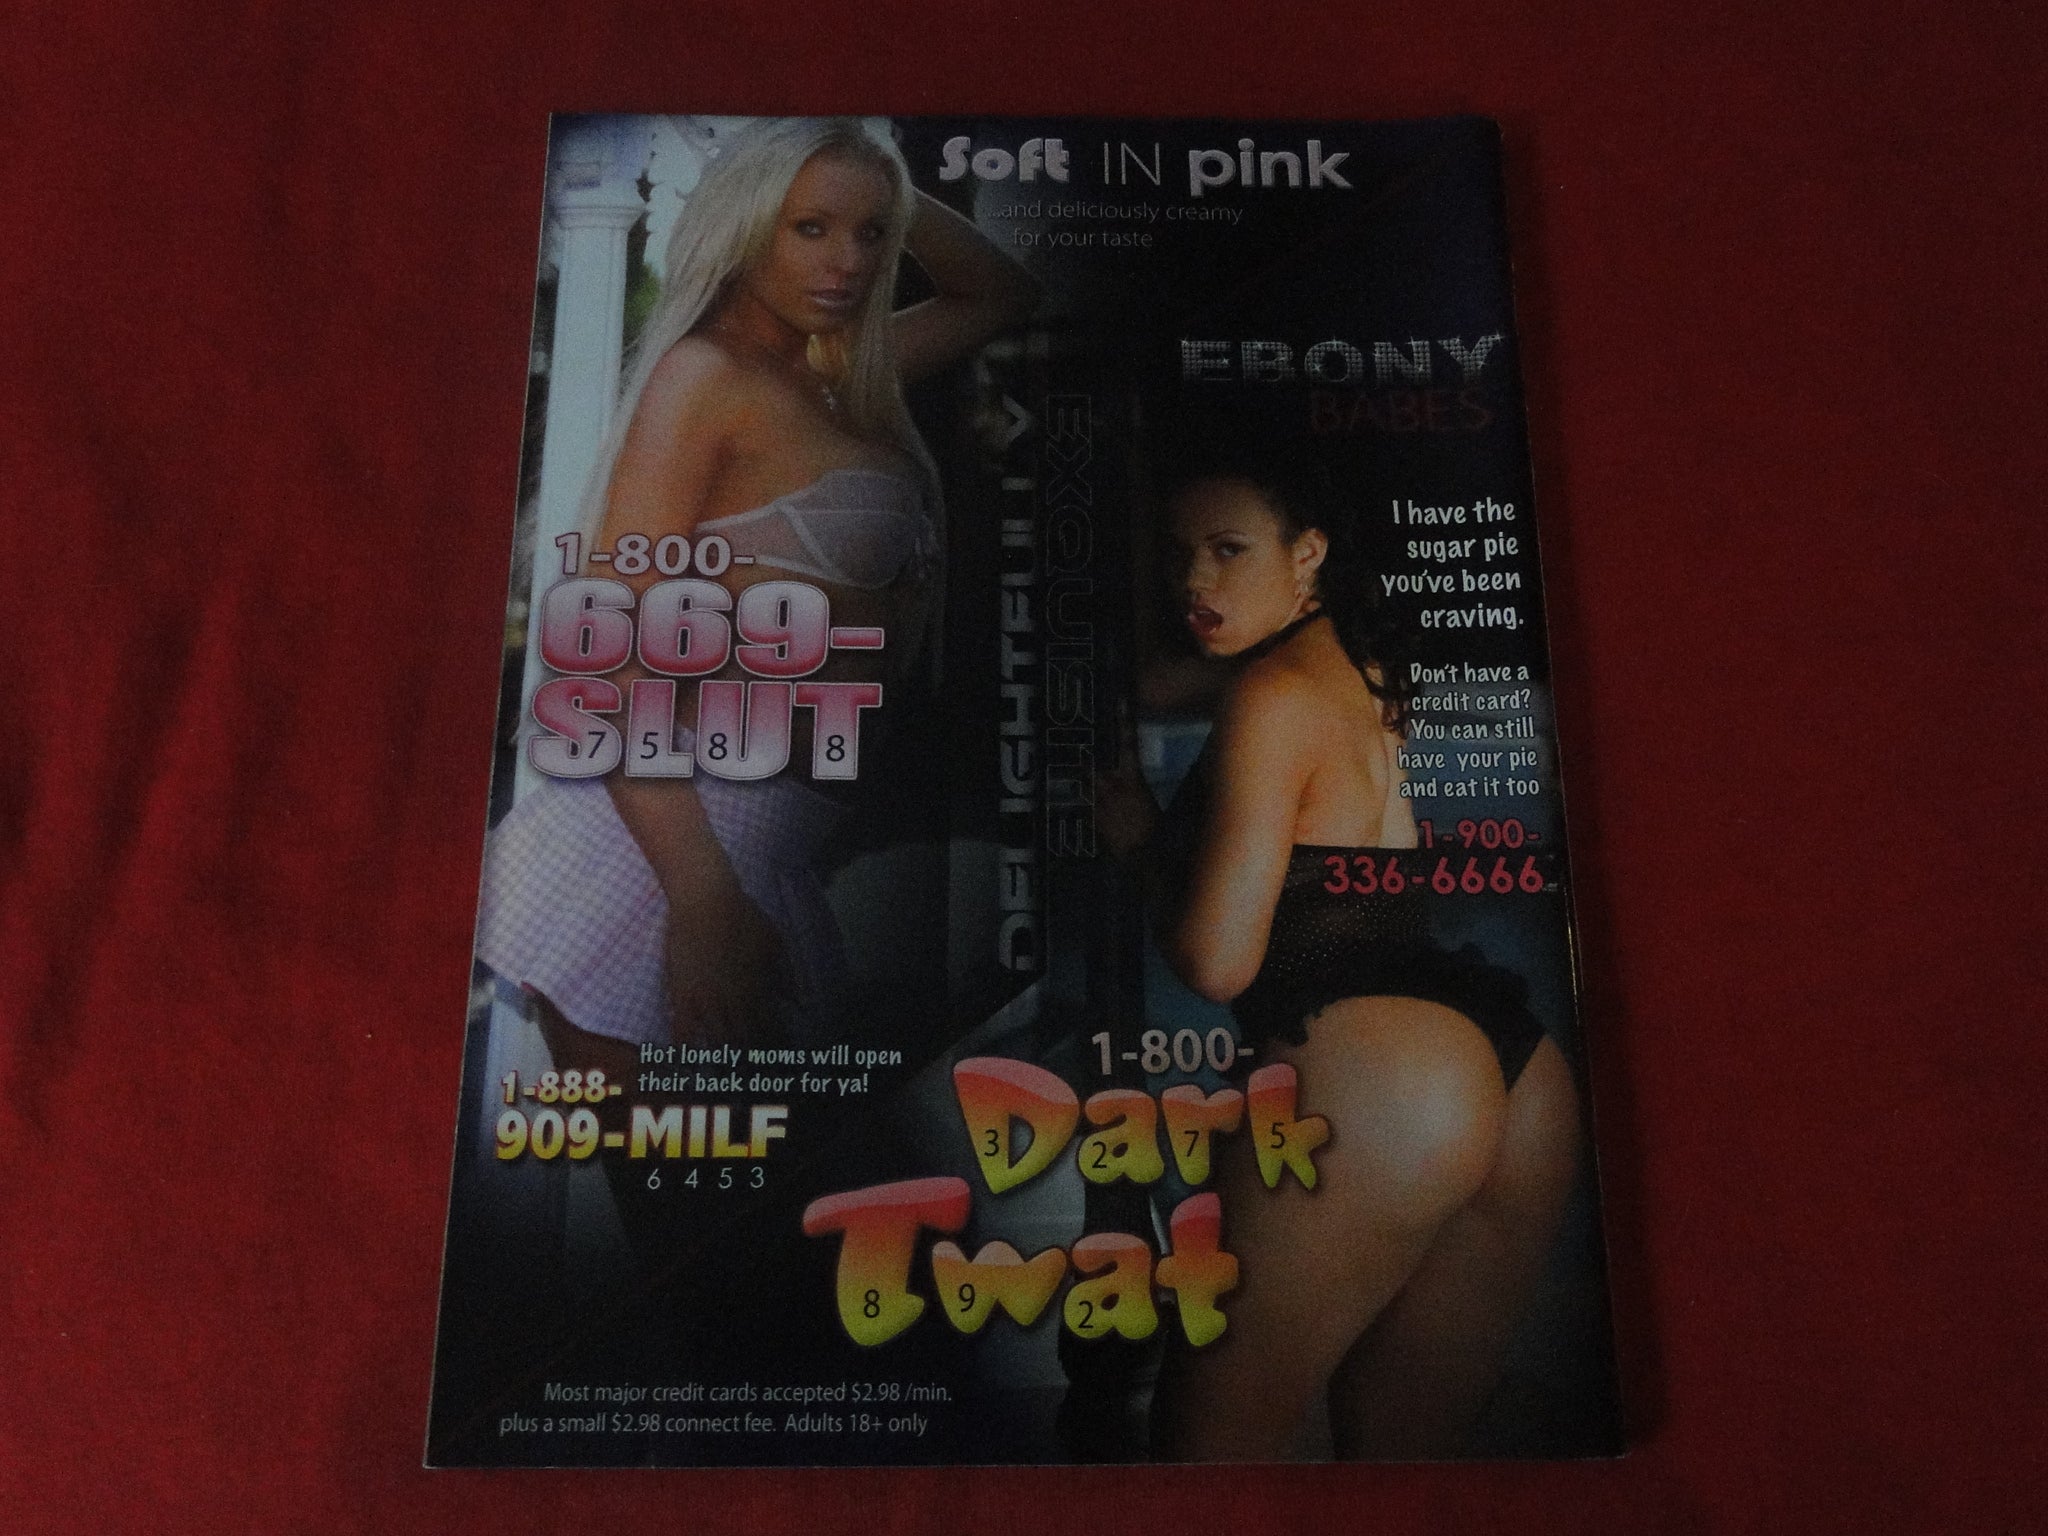 Soft IN pink
...and deliciously creamy
for your taste
EBONY
BABES
DELIGHTFULLY
EXQUISITE
I have the
sugar pie
you've been
craving.
Don't have a
credit card?
You can still
have your pie
and eat it too
1-900-
336-6666
1-800-
669-
SLUT
7 5 8 8
Hot lonely moms will open
their back door for ya!
1-888-
909-MILF
6 4 5 3
1-800-
Dark
3 2 7 5
Twat
8 9 2
Most major credit cards accepted $2.98 /min.
plus a small $2.98 connect fee. Adults 18+ only